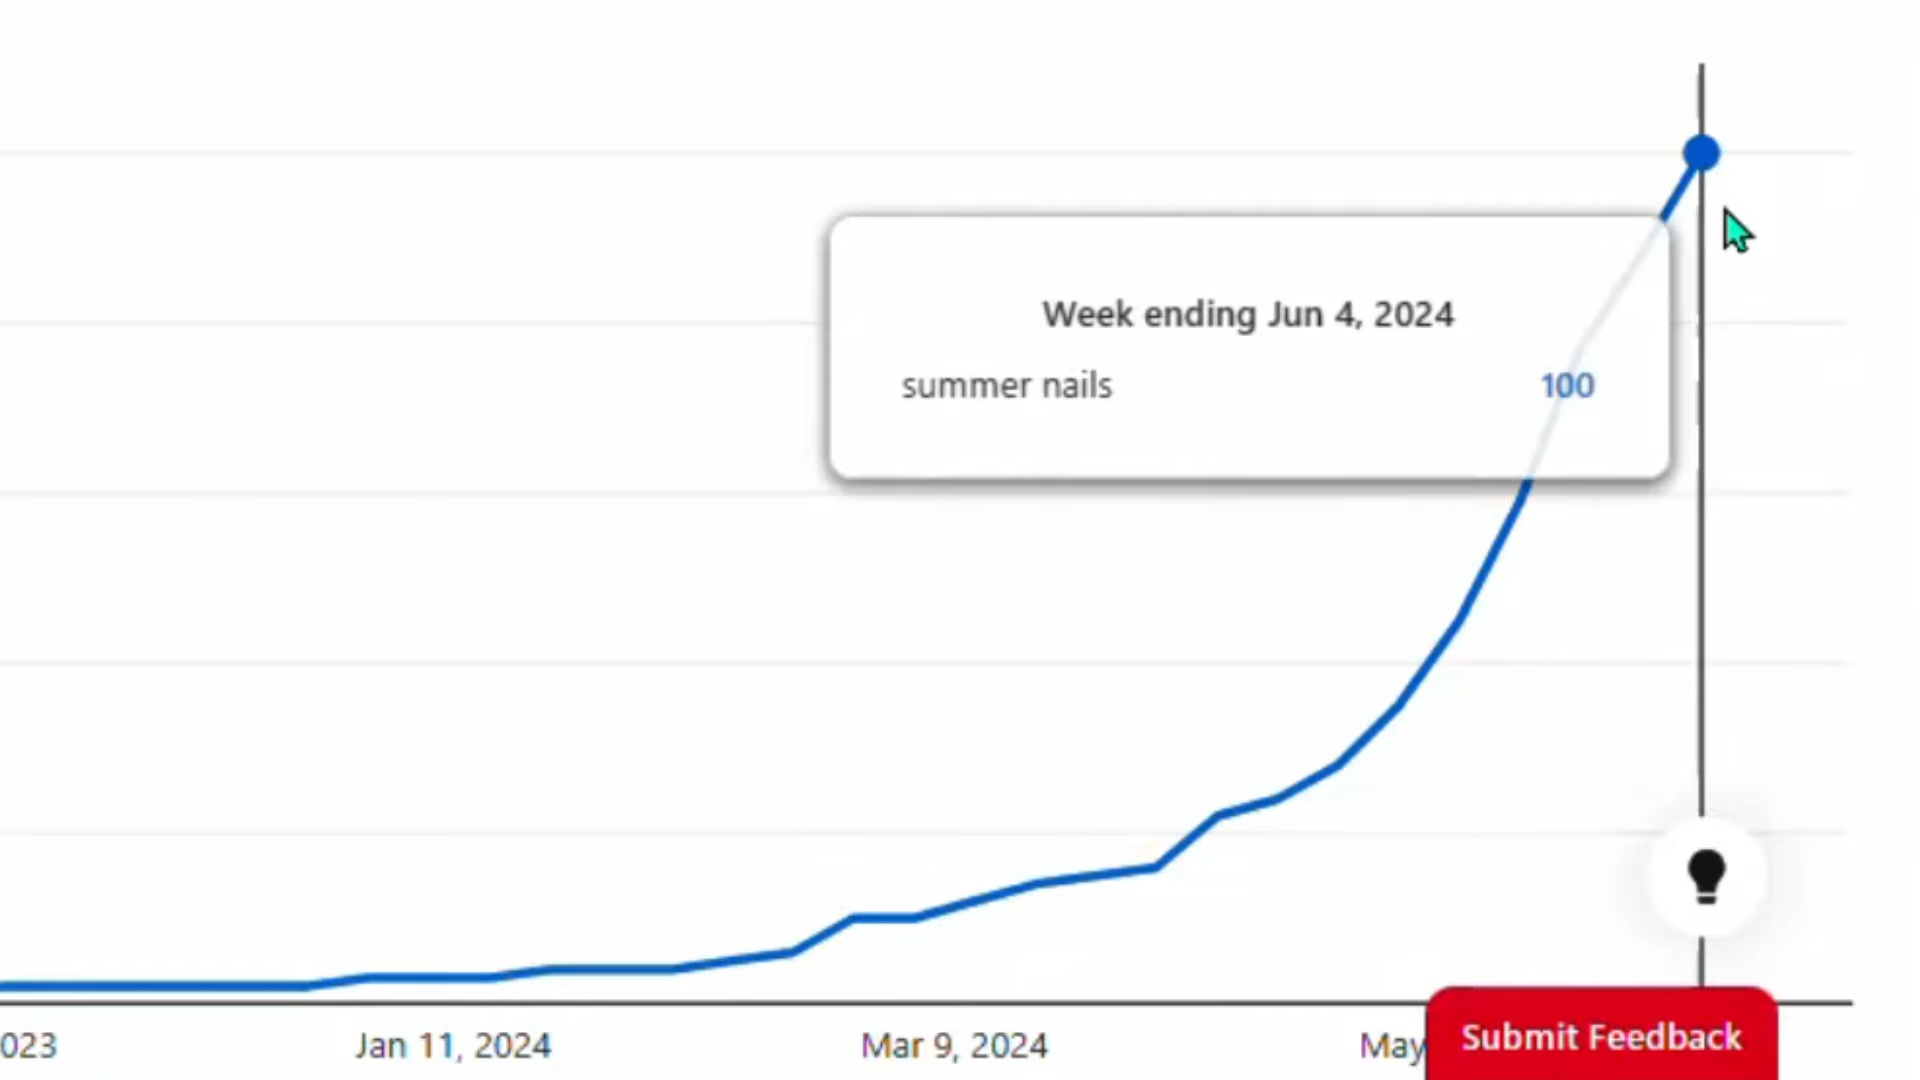 Week ending Jun 4, 2024
summer nails 100
023 Jan 11, 2024 Mar 9, 2024 May
Submit Feedback